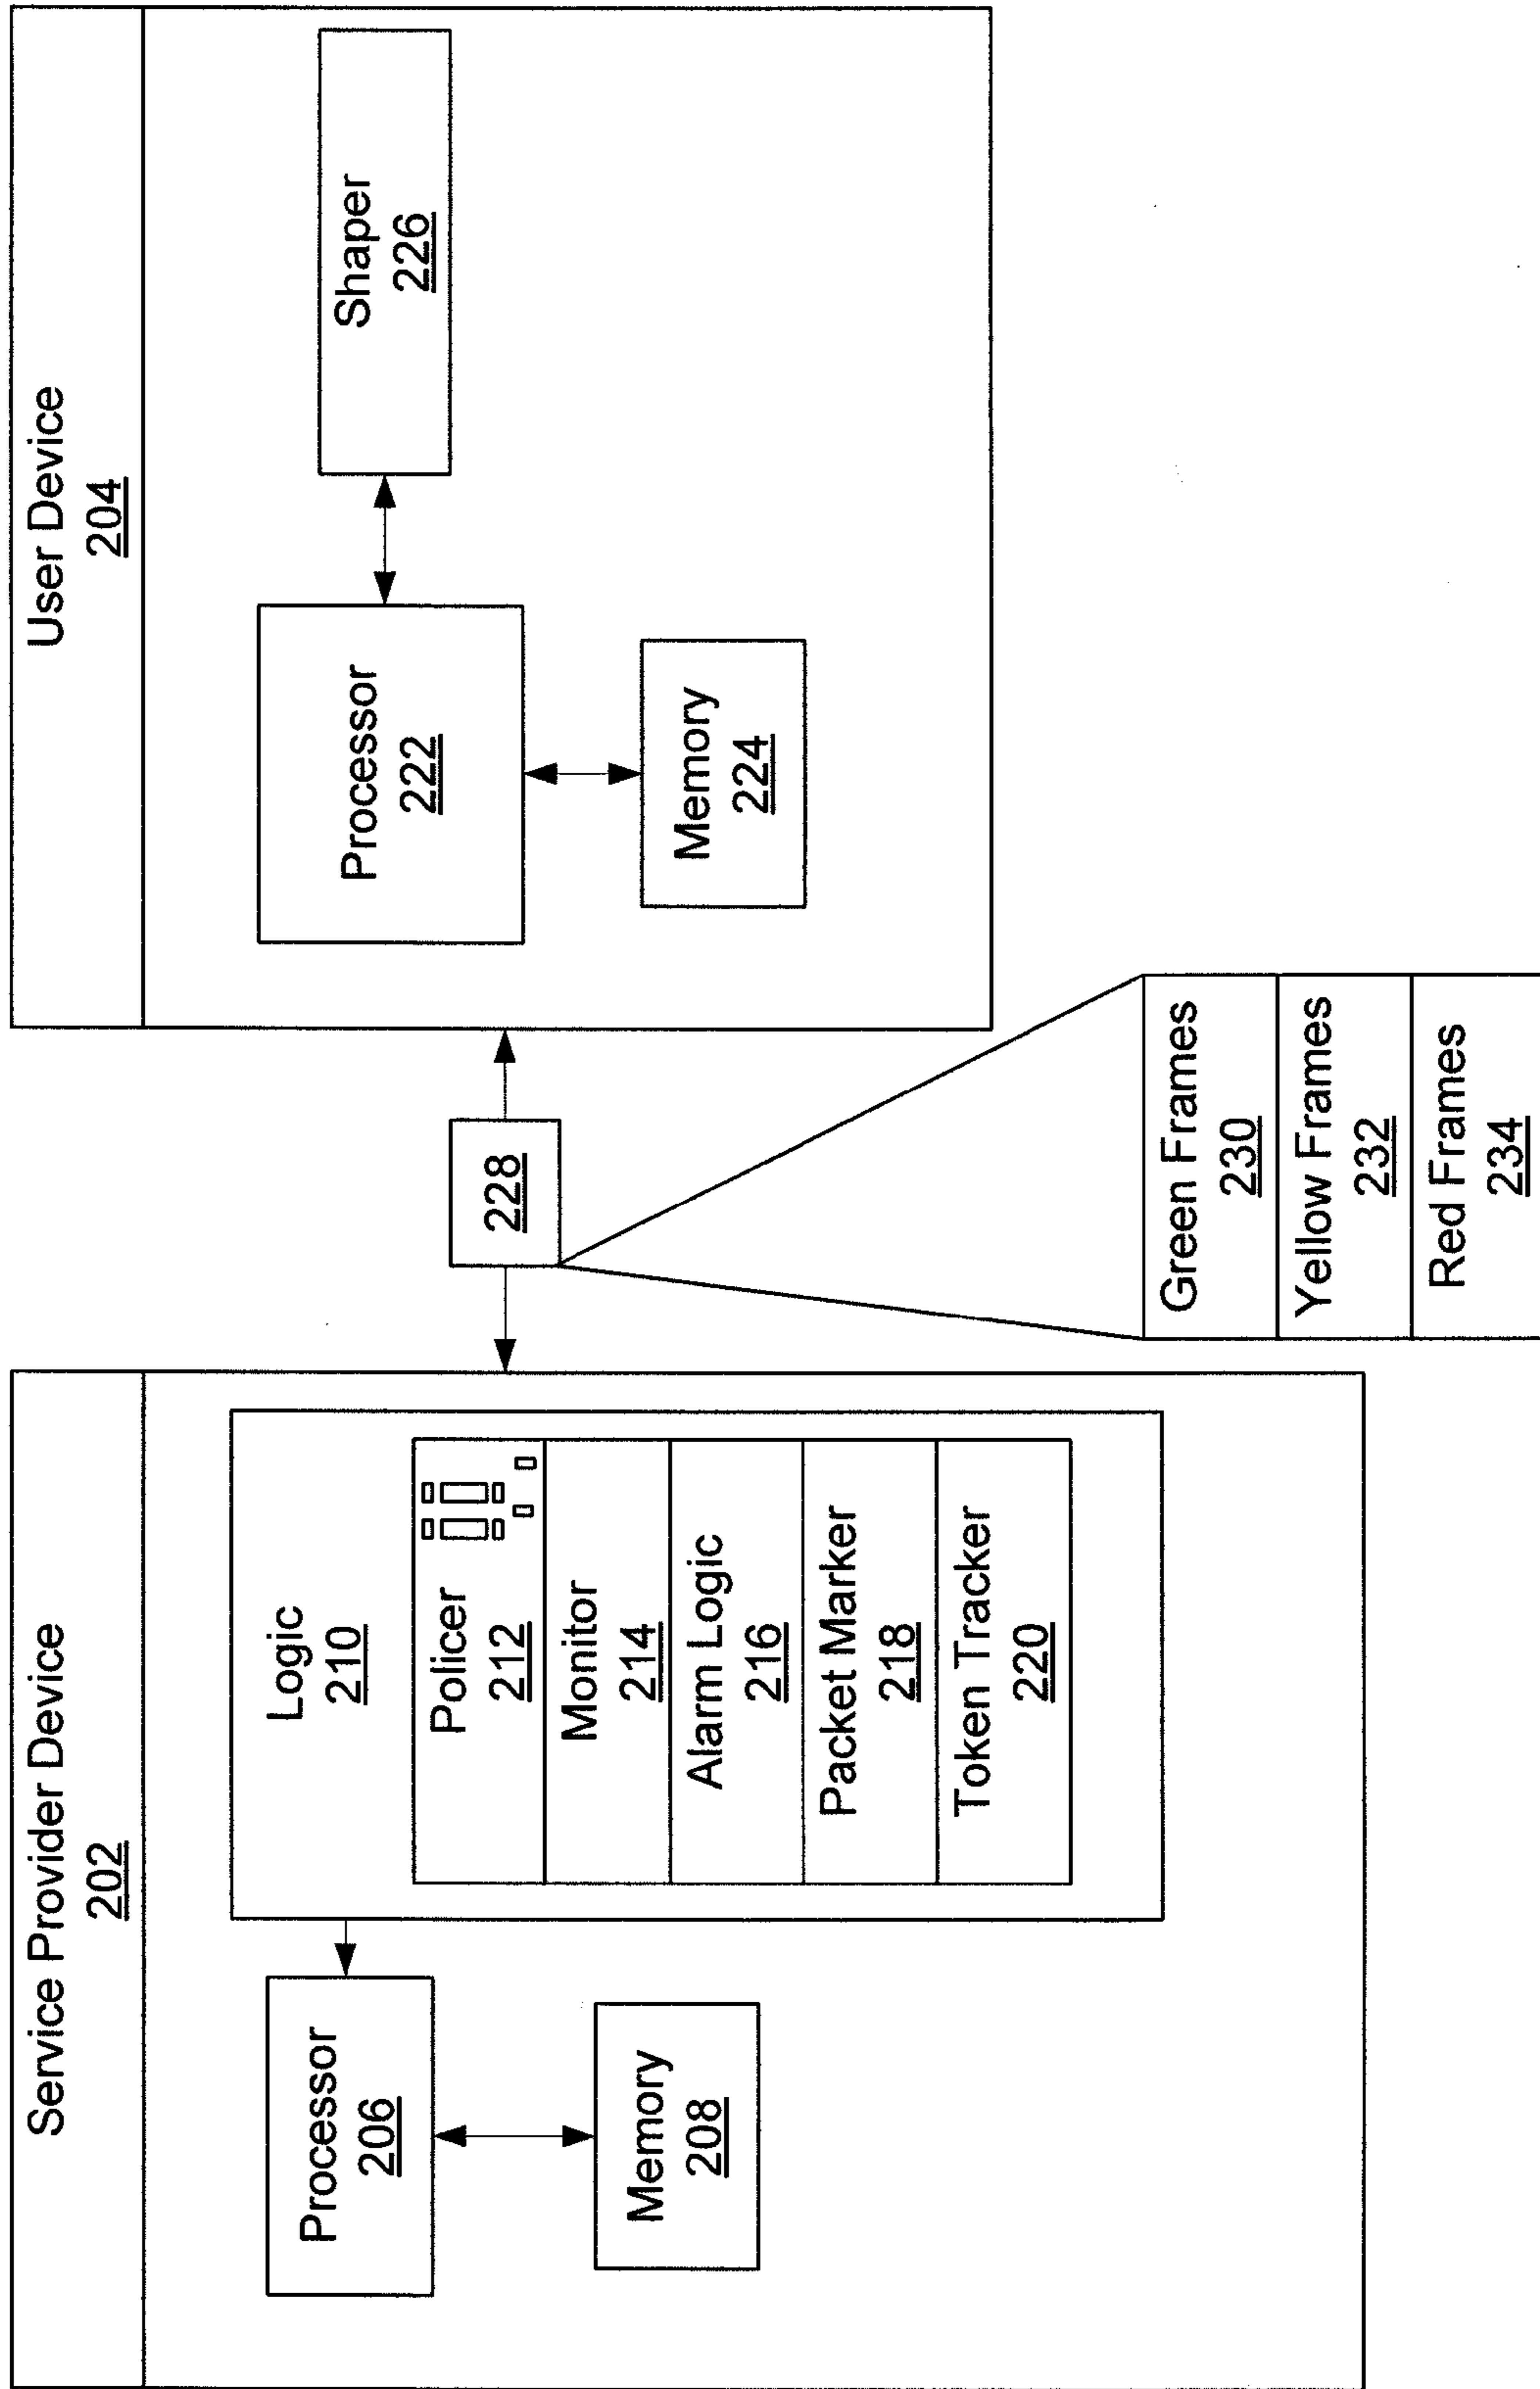 Service Provider Device
202
Processor
206
Memory
208
Logic
210
Policer
212
Monitor
214
Alarm Logic
216
Packet Marker
218
Token Tracker
220
228
Green Frames
230
Yellow Frames
232
Red Frames
234
User Device
204
Processor
222
Memory
224
Shaper
226